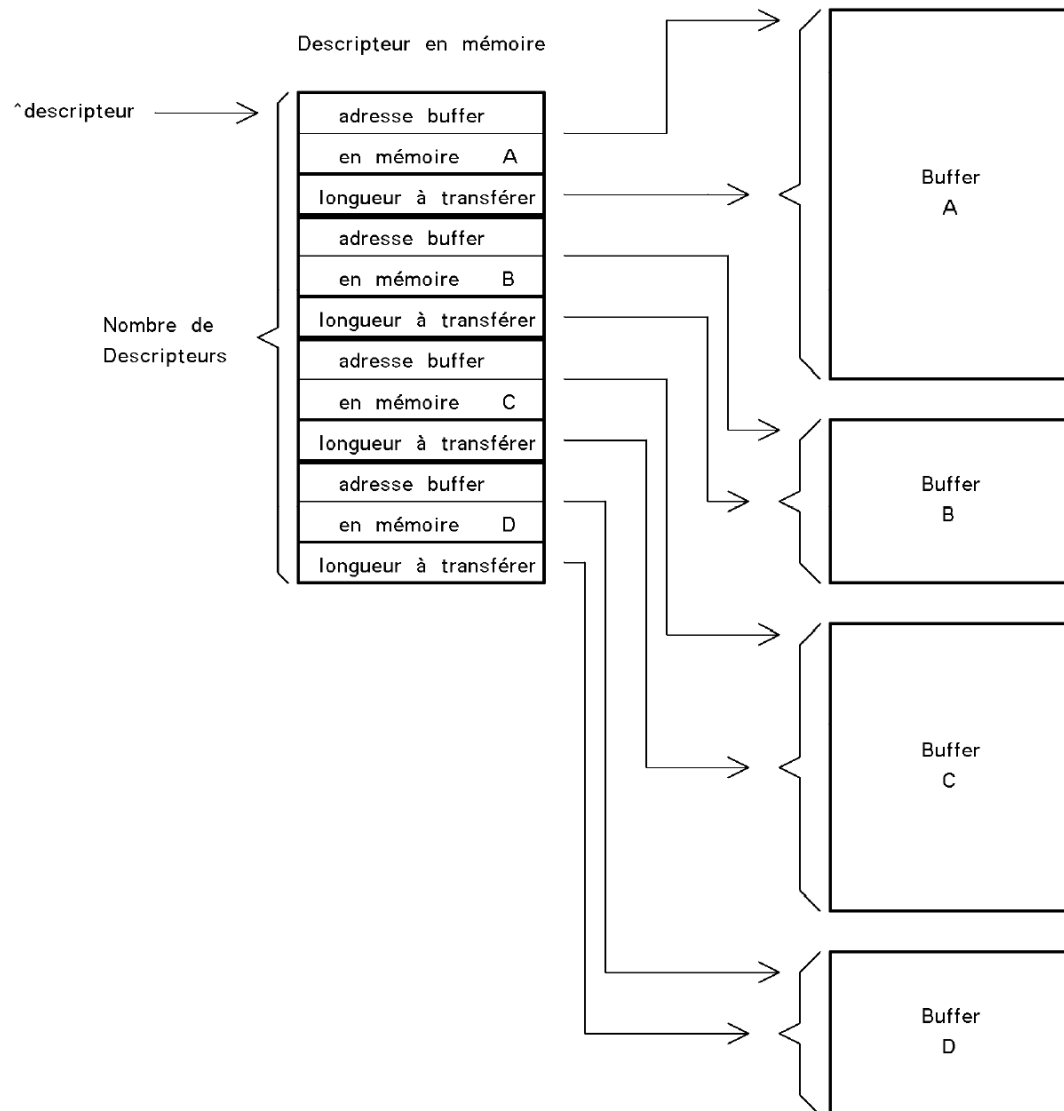 Descripteur en mémoire
^descripteur
adresse buffer
en mémoire A
longueur à transférer
adresse buffer
en mémoire B
longueur à transférer
adresse buffer
en mémoire C
longueur à transférer
adresse buffer
en mémoire D
longueur à transférer
Nombre de
Descripteurs
Buffer
A
Buffer
B
Buffer
C
Buffer
D